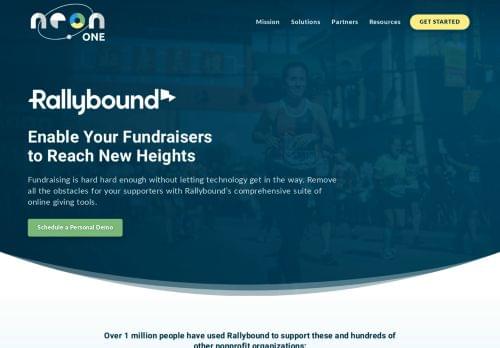 neon
ONE
Mission
Solutions
Partners
Resources
GET STARTED
Rallybound
Enable Your Fundraisers
to Reach New Heights
Fundraising is hard hard enough without letting technology get in the way. Remove
all the obstacles for your supporters with Rallybound's comprehensive suite of
online giving tools.
Schedule a Personal Demo
Over 1 million people have used Rallybound to support these and hundreds of
other nonprofit organizations: